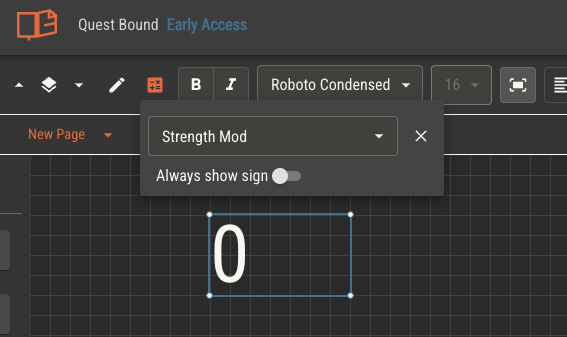 Quest Bound Early Access
B I Roboto Condensed 16
New Page
Strength Mod
Always show sign
0